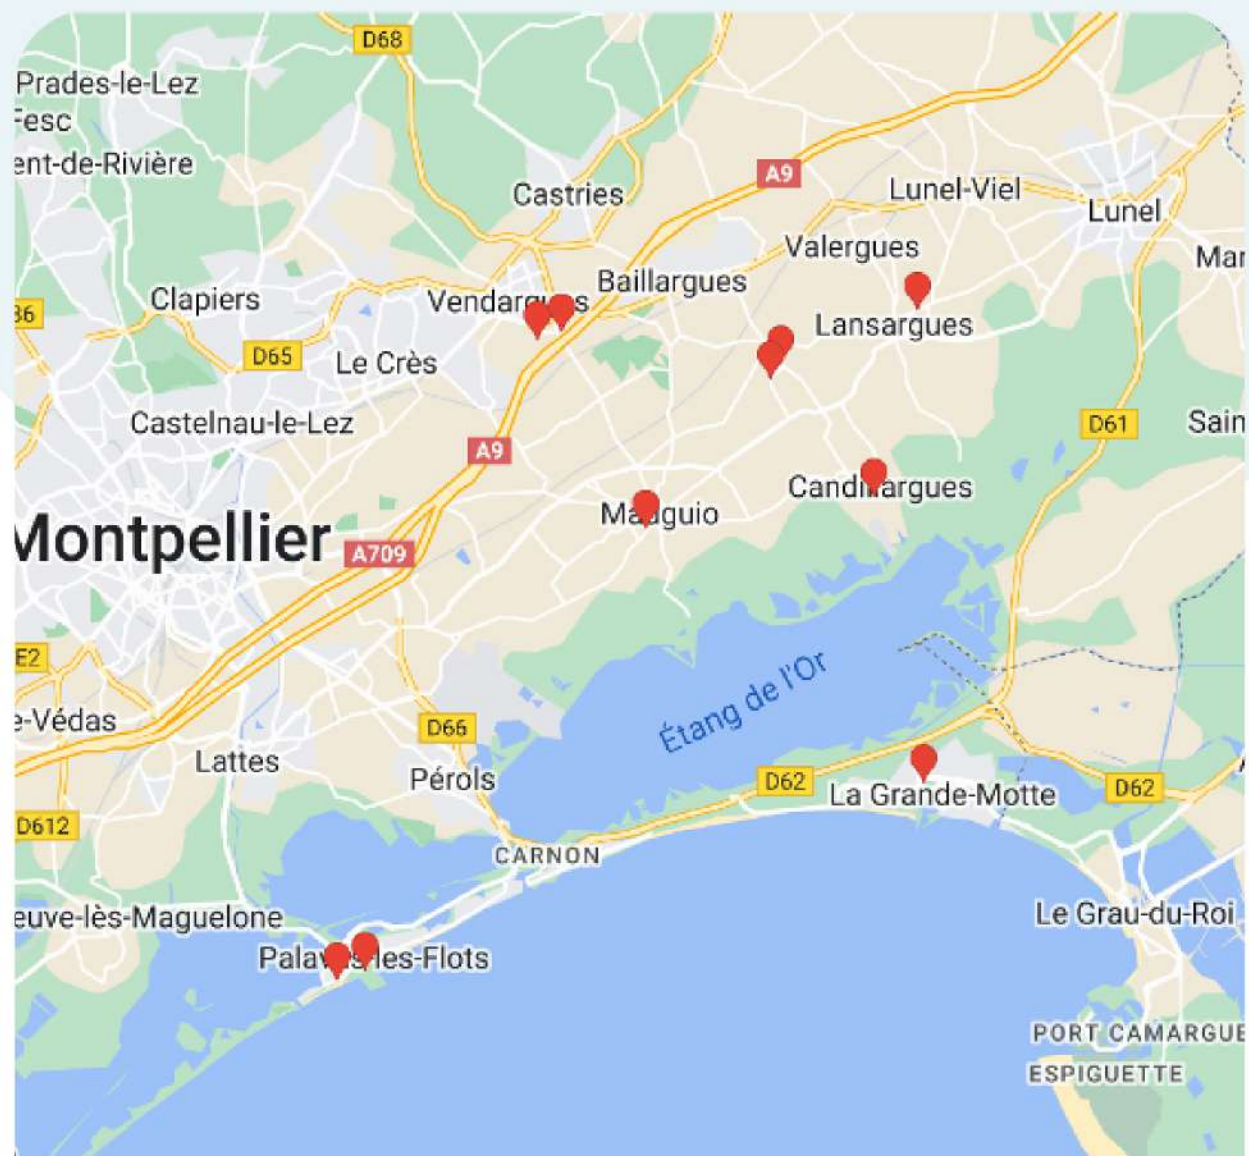 D68
Prades-le-Lez
Fesc
ent-de-Rivière
A9
Castries
Lunel-Viel
Lunel
Valergues
Mar
Baillargues
Clapiers
Vendargues
86
Lansargues
D65
Le Crès
Castelnau-le-Lez
D61
Sain
A9
Candillargues
Mauguio
Montpellier
A709
E2
Étang de l'Or
e-Védas
D66
Lattes
Pérols
D62
La Grande-Motte
D62
D612
CARNON
euve-lès-Maguelone
Le Grau-du-Roi
Palavas-les-Flots
PORT CAMARGUE
ESPIGUETTE